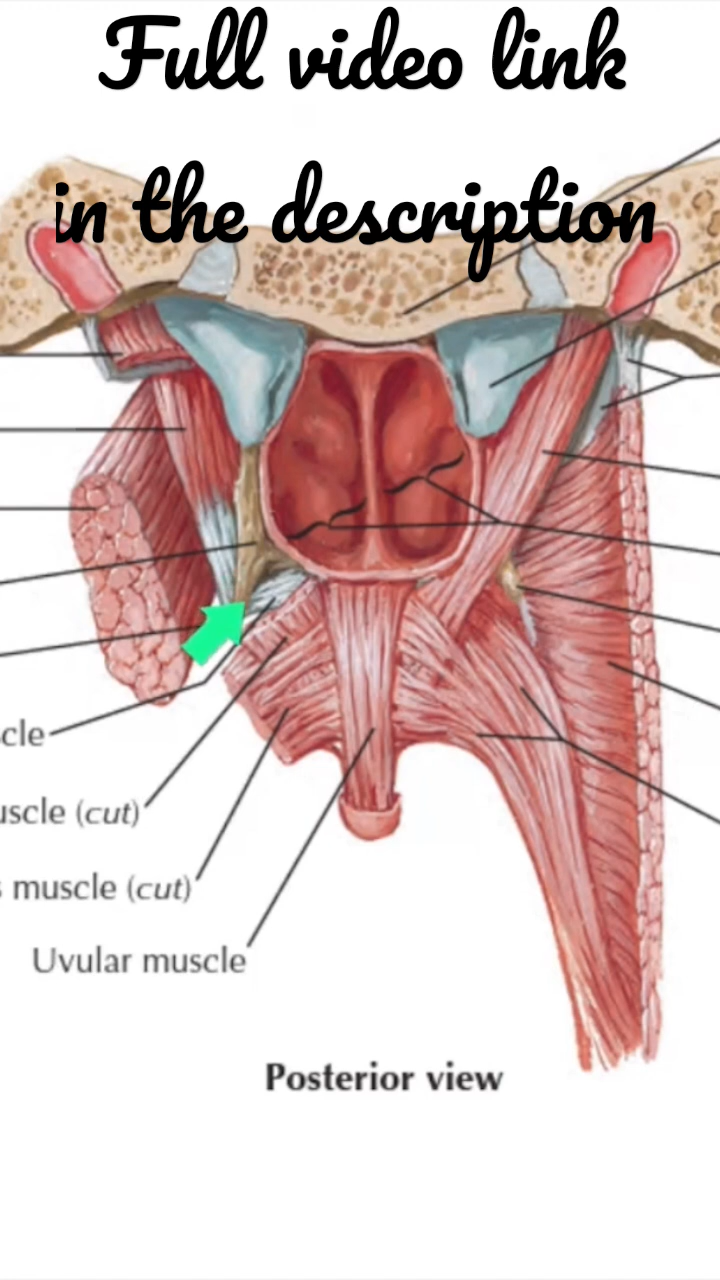 Full video link
in the description
cle
uscle (cut)
s muscle (cut)
Uvular muscle
Posterior view